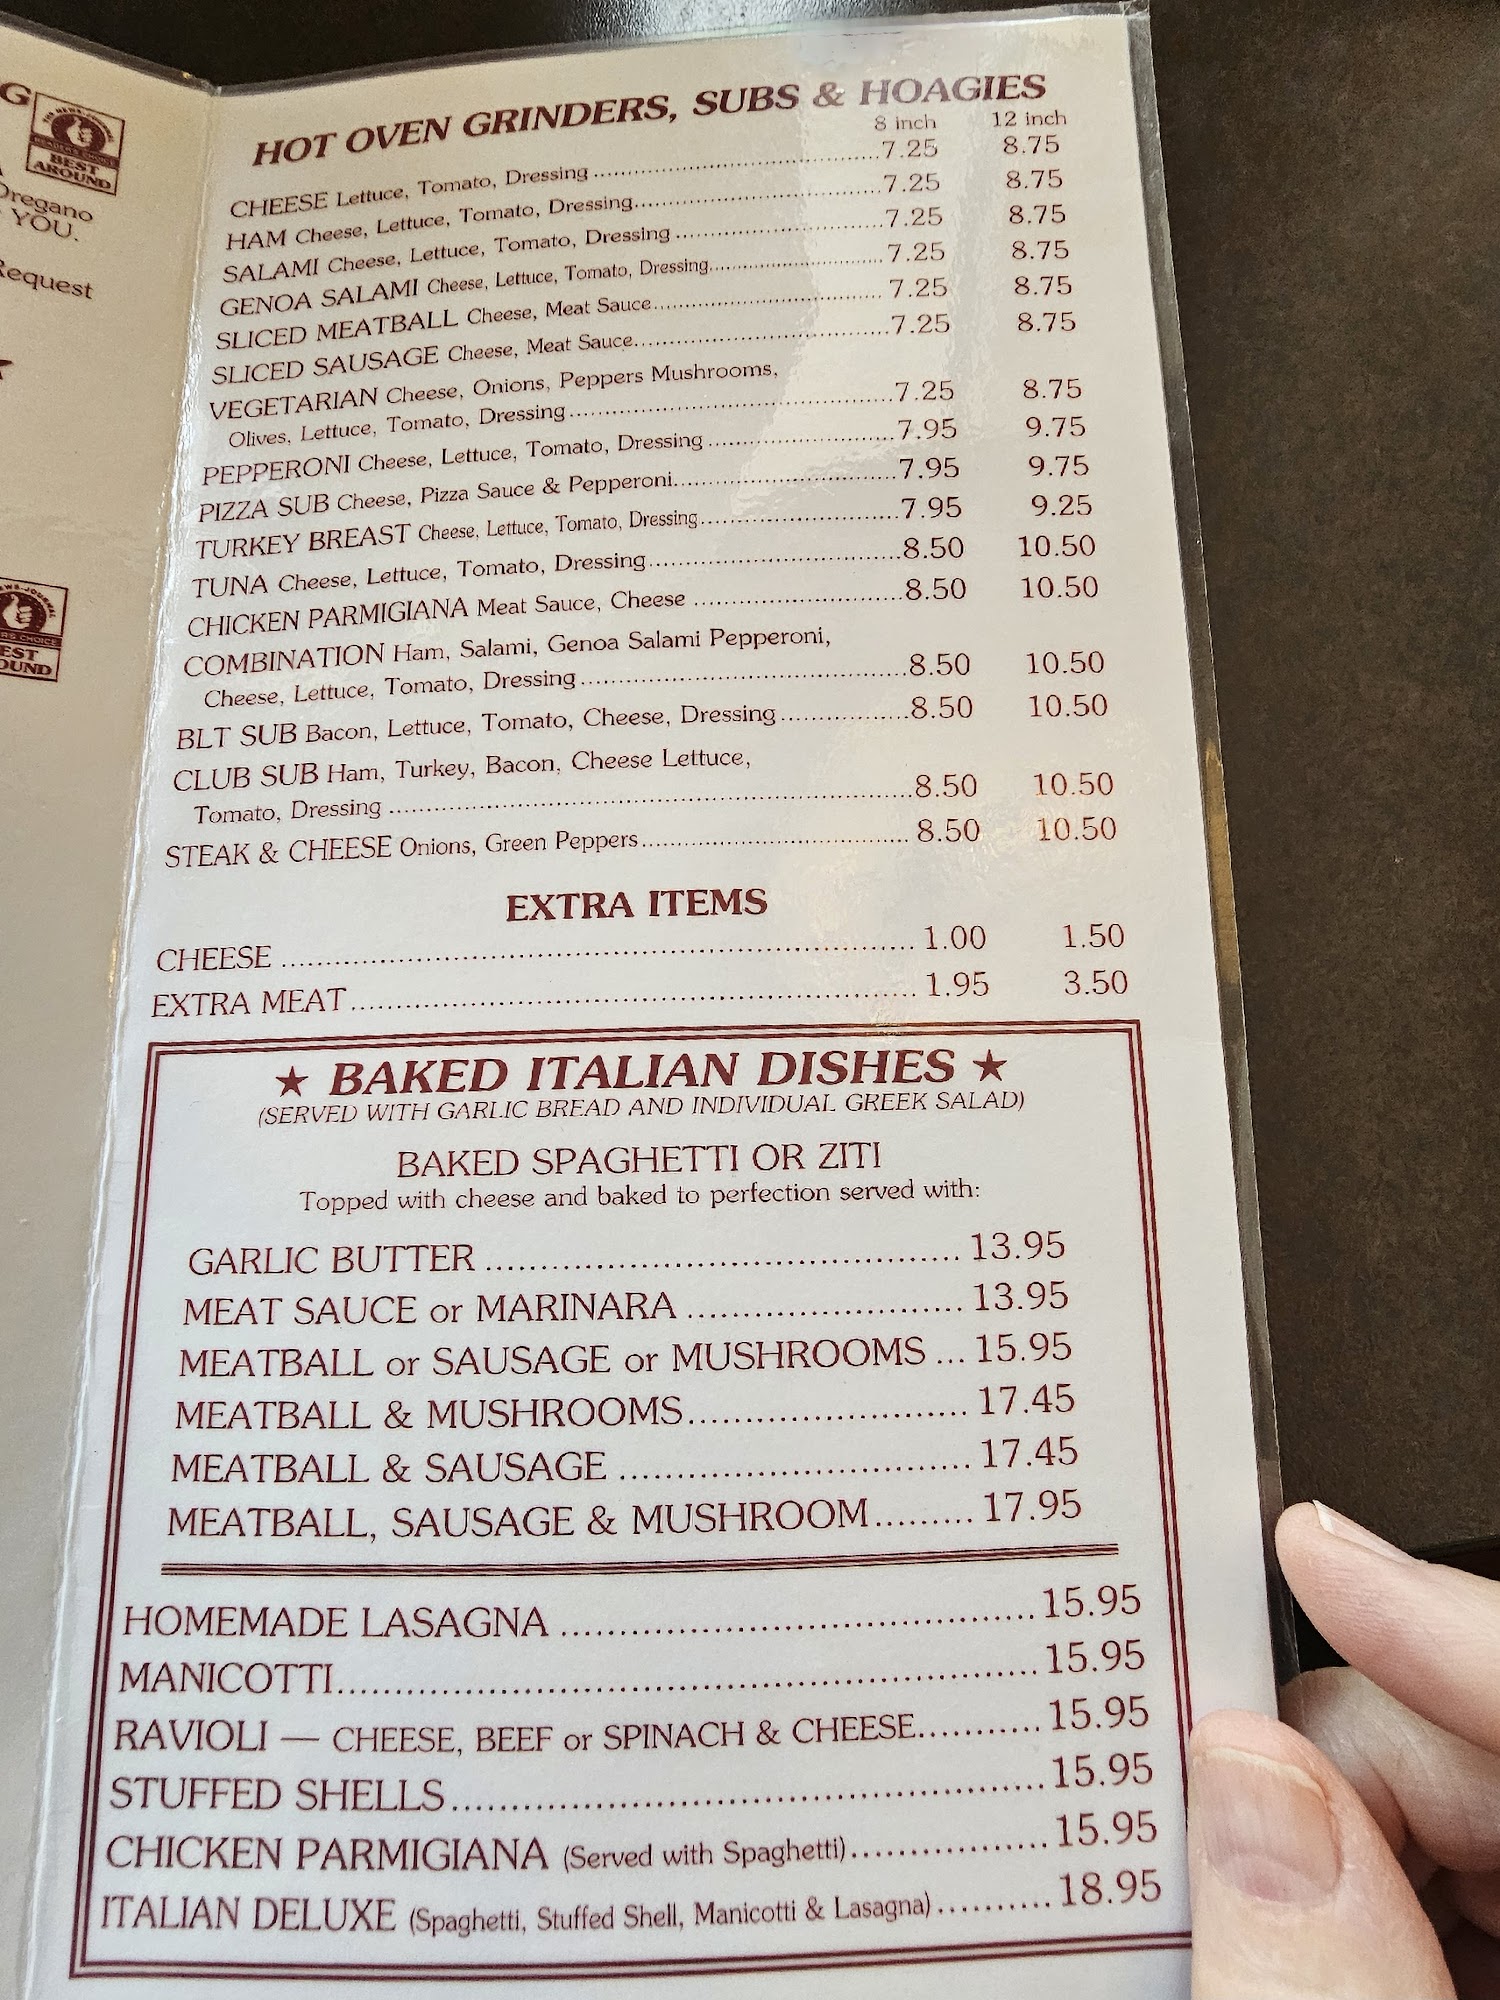 G
BEST
AROUND
Oregano
YOU.
Request
READERS CHOICE
HOT OVEN GRINDERS, SUBS & HOAGIES
8 inch 12 inch
CHEESE Lettuce, Tomato, Dressing 7.25 8.75
HAM Cheese, Lettuce, Tomato, Dressing 7.25 8.75
SALAMI Cheese, Lettuce, Tomato, Dressing 7.25 8.75
GENOA SALAMI Cheese, Lettuce, Tomato, Dressing 7.25 8.75
SLICED MEATBALL Cheese, Meat Sauce 7.25 8.75
SLICED SAUSAGE Cheese, Meat Sauce 7.25 8.75
VEGETARIAN Cheese, Onions, Peppers Mushrooms,
Olives, Lettuce, Tomato, Dressing 7.25 8.75
PEPPERONI Cheese, Lettuce, Tomato, Dressing 7.95 9.75
PIZZA SUB Cheese, Pizza Sauce & Pepperoni 7.95 9.75
TURKEY BREAST Cheese, Lettuce, Tomato, Dressing 7.95 9.25
TUNA Cheese, Lettuce, Tomato, Dressing 8.50 10.50
CHICKEN PARMIGIANA Meat Sauce, Cheese 8.50 10.50
COMBINATION Ham, Salami, Genoa Salami Pepperoni,
Cheese, Lettuce, Tomato, Dressing 8.50 10.50
BLT SUB Bacon, Lettuce, Tomato, Cheese, Dressing 8.50 10.50
CLUB SUB Ham, Turkey, Bacon, Cheese Lettuce,
Tomato, Dressing 8.50 10.50
STEAK & CHEESE Onions, Green Peppers 8.50 10.50
EXTRA ITEMS
CHEESE 1.00 1.50
EXTRA MEAT 1.95 3.50
★ BAKED ITALIAN DISHES ★
(SERVED WITH GARLIC BREAD AND INDIVIDUAL GREEK SALAD)
BAKED SPAGHETTI OR ZITI
Topped with cheese and baked to perfection served with:
GARLIC BUTTER 13.95
MEAT SAUCE or MARINARA 13.95
MEATBALL or SAUSAGE or MUSHROOMS 15.95
MEATBALL & MUSHROOMS 17.45
MEATBALL & SAUSAGE 17.45
MEATBALL, SAUSAGE & MUSHROOM 17.95
HOMEMADE LASAGNA 15.95
MANICOTTI 15.95
RAVIOLI — CHEESE, BEEF or SPINACH & CHEESE 15.95
STUFFED SHELLS 15.95
CHICKEN PARMIGIANA (Served with Spaghetti) 15.95
ITALIAN DELUXE (Spaghetti, Stuffed Shell, Manicotti & Lasagna) 18.95